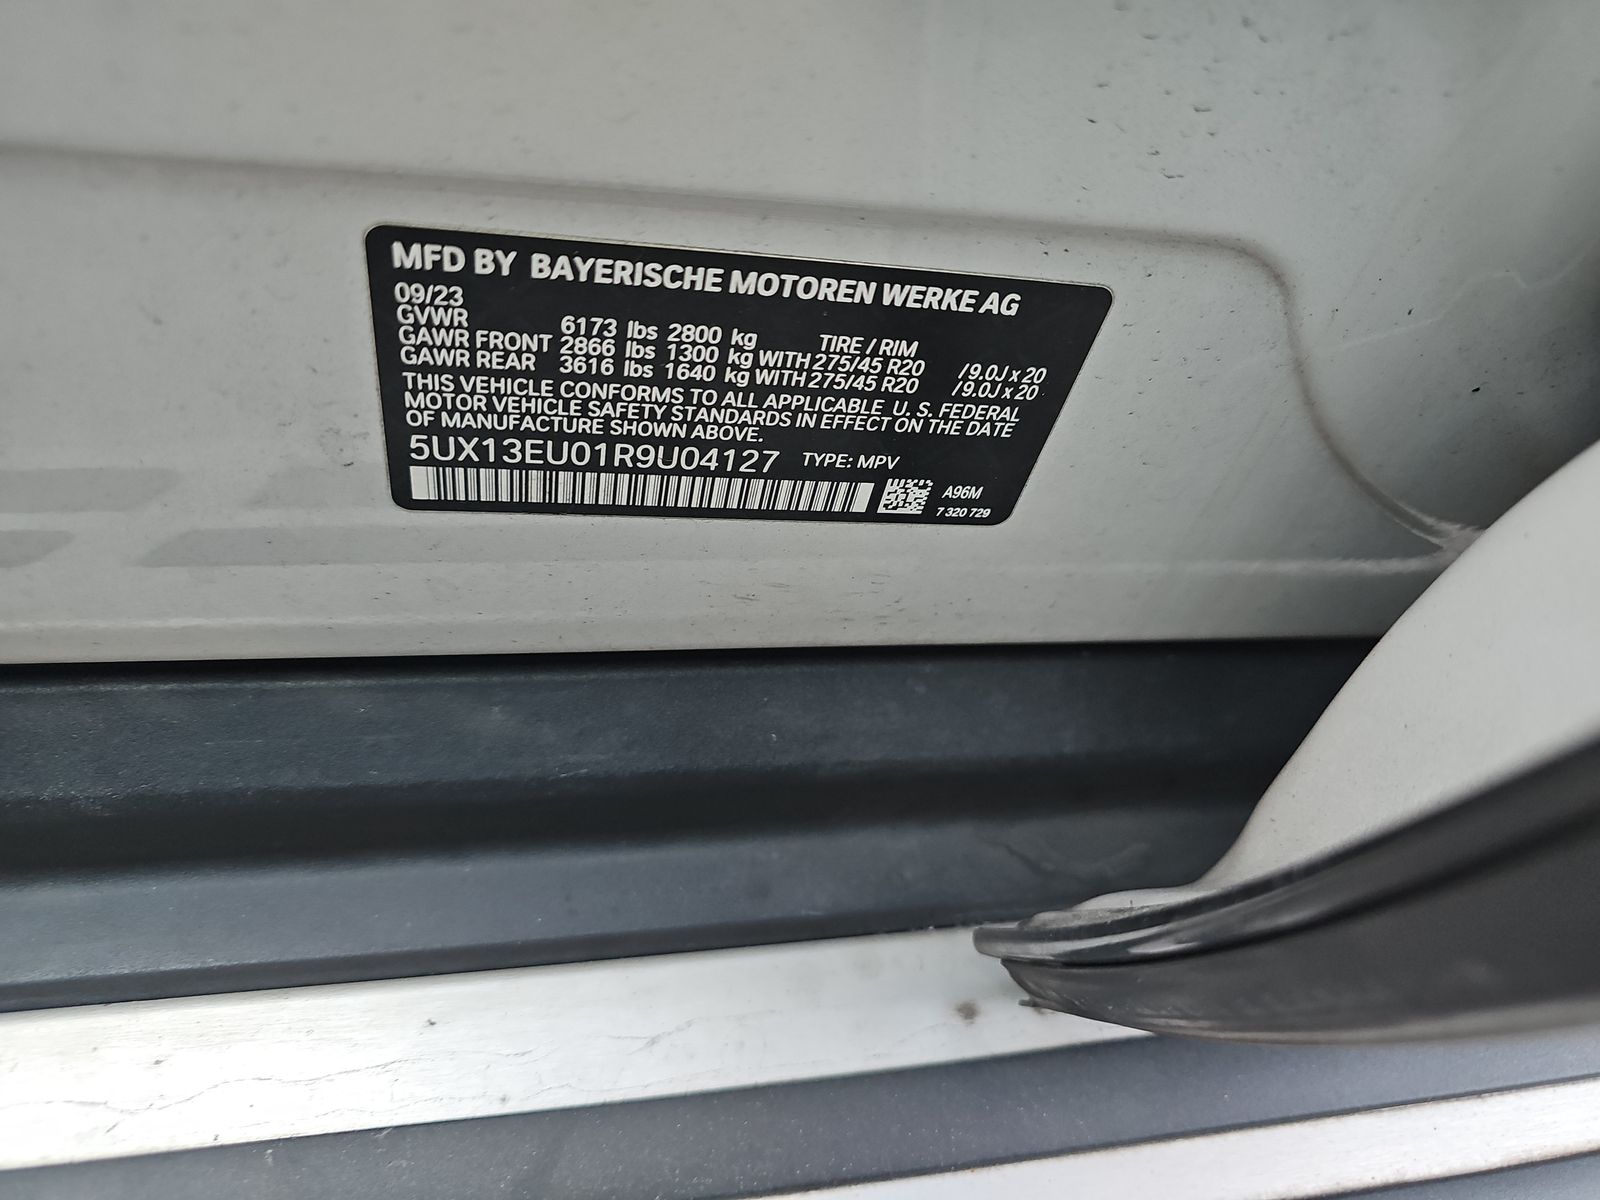 MFD BY BAYERISCHE MOTOREN WERKE AG
09/23
GVWR 6173 lbs 2800 kg TIRE / RIM
GAWR FRONT 2866 lbs 1300 kg WITH 275/45 R20 /9.0J x 20
GAWR REAR 3616 lbs 1640 kg WITH 275/45 R20 /9.0J x 20
THIS VEHICLE CONFORMS TO ALL APPLICABLE U. S. FEDERAL
MOTOR VEHICLE SAFETY STANDARDS IN EFFECT ON THE DATE
OF MANUFACTURE SHOWN ABOVE.
5UX13EU01R9U04127 TYPE: MPV
A96M
7 320 729